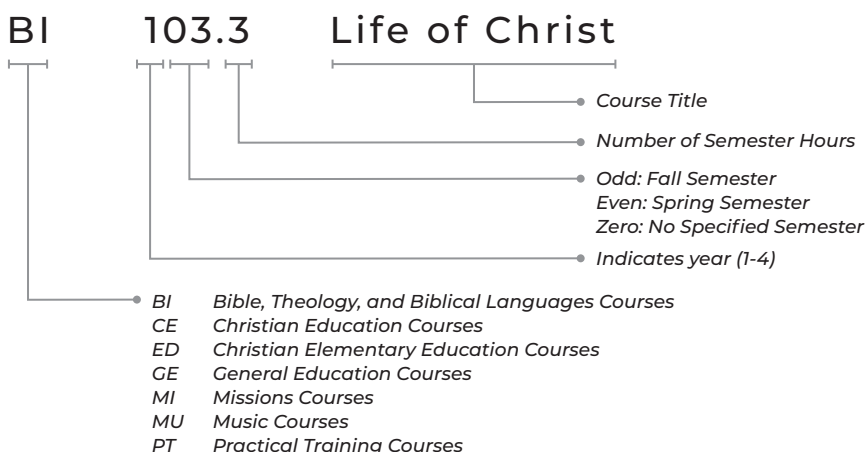 BI 103.3 Life of Christ
Course Title
Number of Semester Hours
Odd: Fall Semester
Even: Spring Semester
Zero: No Specified Semester
Indicates year (1-4)
BI Bible, Theology, and Biblical Languages Courses
CE Christian Education Courses
ED Christian Elementary Education Courses
GE General Education Courses
MI Missions Courses
MU Music Courses
PT Practical Training Courses